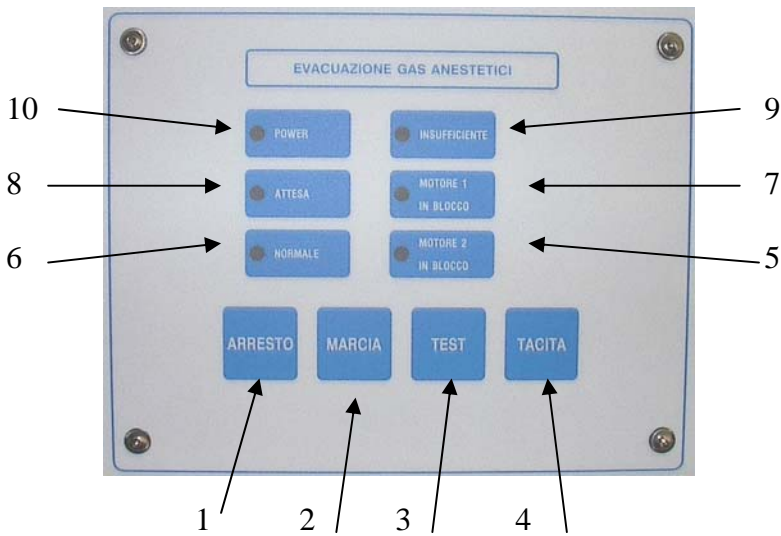 EVACUAZIONE GAS ANESTETICI
10
POWER
INSUFFICIENTE
9
8
ATTESA
MOTORE 1
IN BLOCCO
7
6
NORMALE
MOTORE 2
IN BLOCCO
5
ARRESTO
MARCIA
TEST
TACITA
1
2
3
4